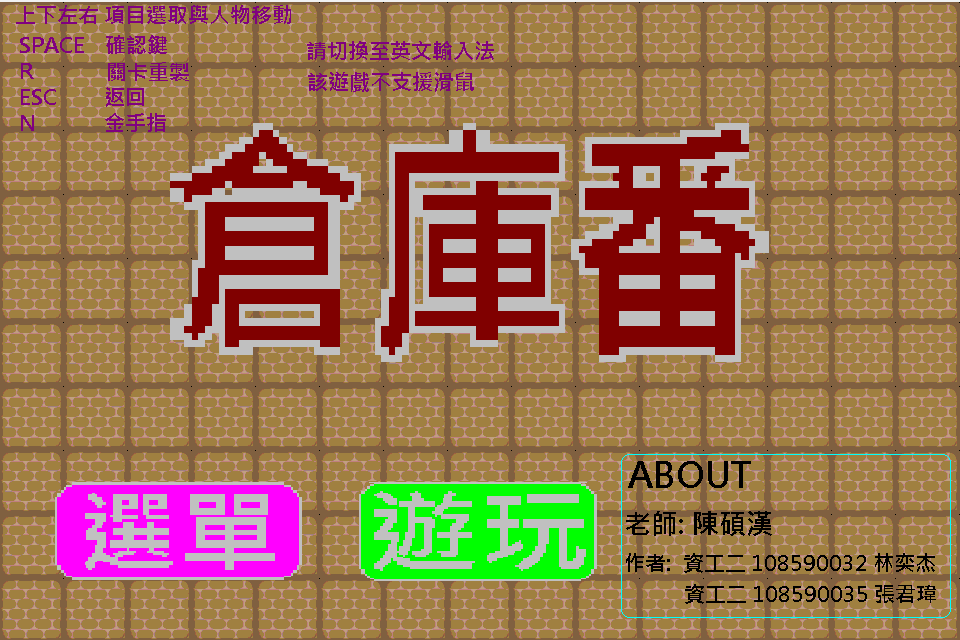 上下左右 項目選取與人物移動
SPACE 確認鍵
R 關卡重製
ESC 返回
N 金手指
請切換至英文輸入法
該遊戲不支援滑鼠
倉庫番
選單
遊玩
ABOUT
老師: 陳碩漢
作者: 資工二 108590032 林奕杰
資工二 108590035 張君瑋